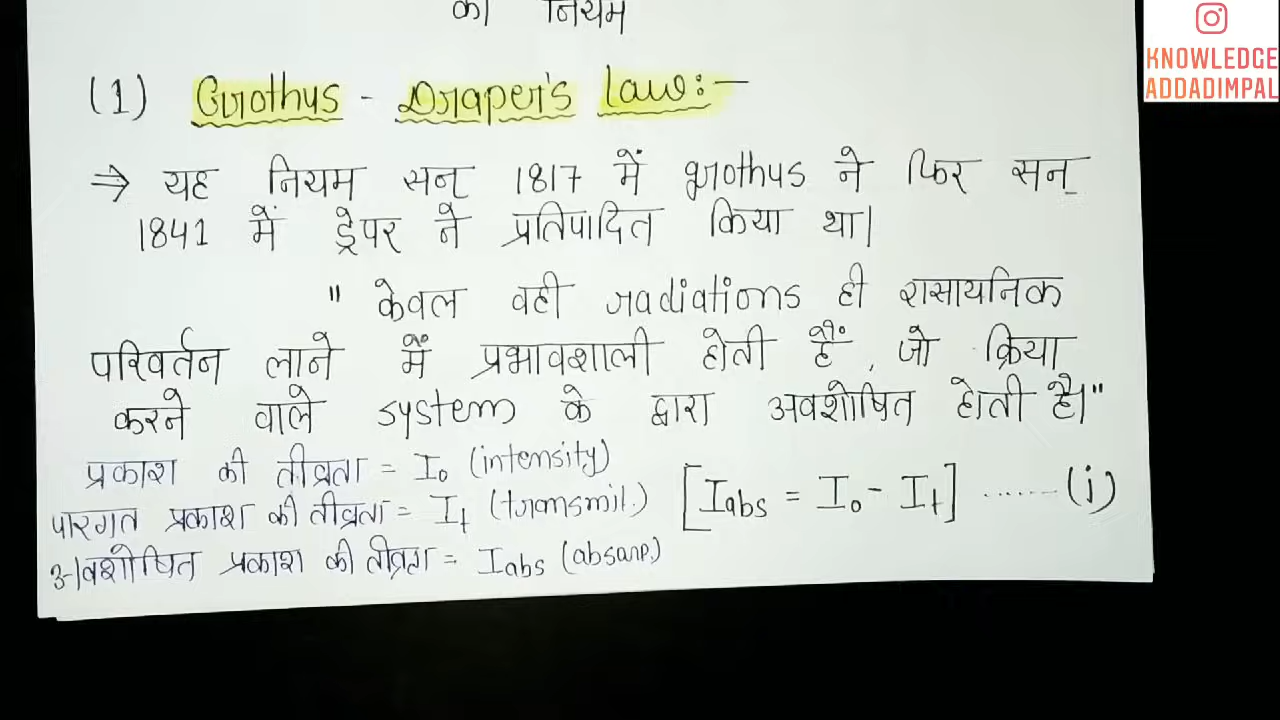 का नियम
KNOWLEDGE
ADDADIMPAL
(1) Grothus - Draper's Law:-
⇒ यह नियम सन् 1817 में grothus ने फिर सन्
1841 में ड्रेपर ने प्रतिपादित किया था।
" केवल वही radiations ही रासायनिक
परिवर्तन लाने में प्रभावशाली होती हैं, जो क्रिया
करने वाले system के द्वारा अवशोषित होती है।"
प्रकाश की तीव्रता = I₀ (intensity)
पारगत प्रकाश की तीव्रता = Iₜ (transmit.) [Iabs = I₀ - Iₜ] ...... (i)
अवशोषित प्रकाश की तीव्रता = Iabs (absarp.)